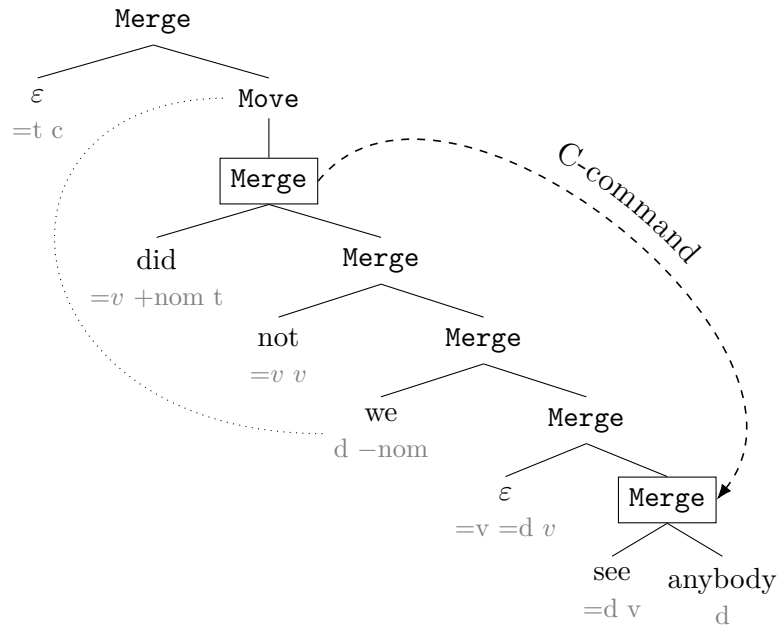 Merge
ε Move
=t c
Merge
C-command
did Merge
=v +nom t
not Merge
=v v
we Merge
d −nom
ε Merge
=v =d v
see anybody
=d v d